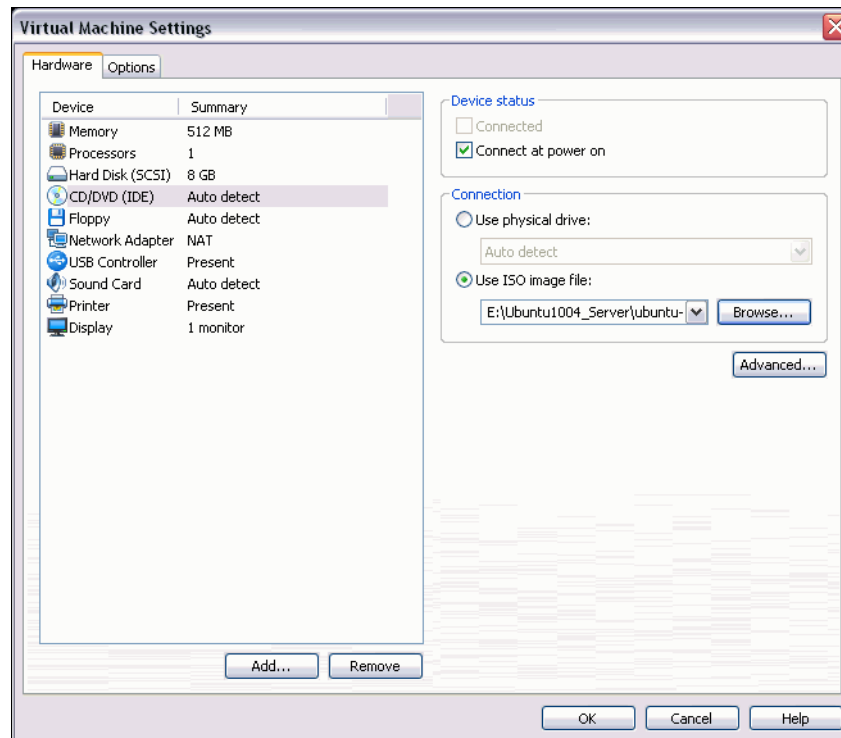 Virtual Machine Settings
Hardware
Options
Device Summary
Memory 512 MB
Processors 1
Hard Disk (SCSI) 8 GB
CD/DVD (IDE) Auto detect
Floppy Auto detect
Network Adapter NAT
USB Controller Present
Sound Card Auto detect
Printer Present
Display 1 monitor
Add...
Remove
Device status
Connected
Connect at power on
Connection
Use physical drive:
Auto detect
Use ISO image file:
E:\Ubuntu1004_Server\ubuntu-
Browse...
Advanced...
OK
Cancel
Help